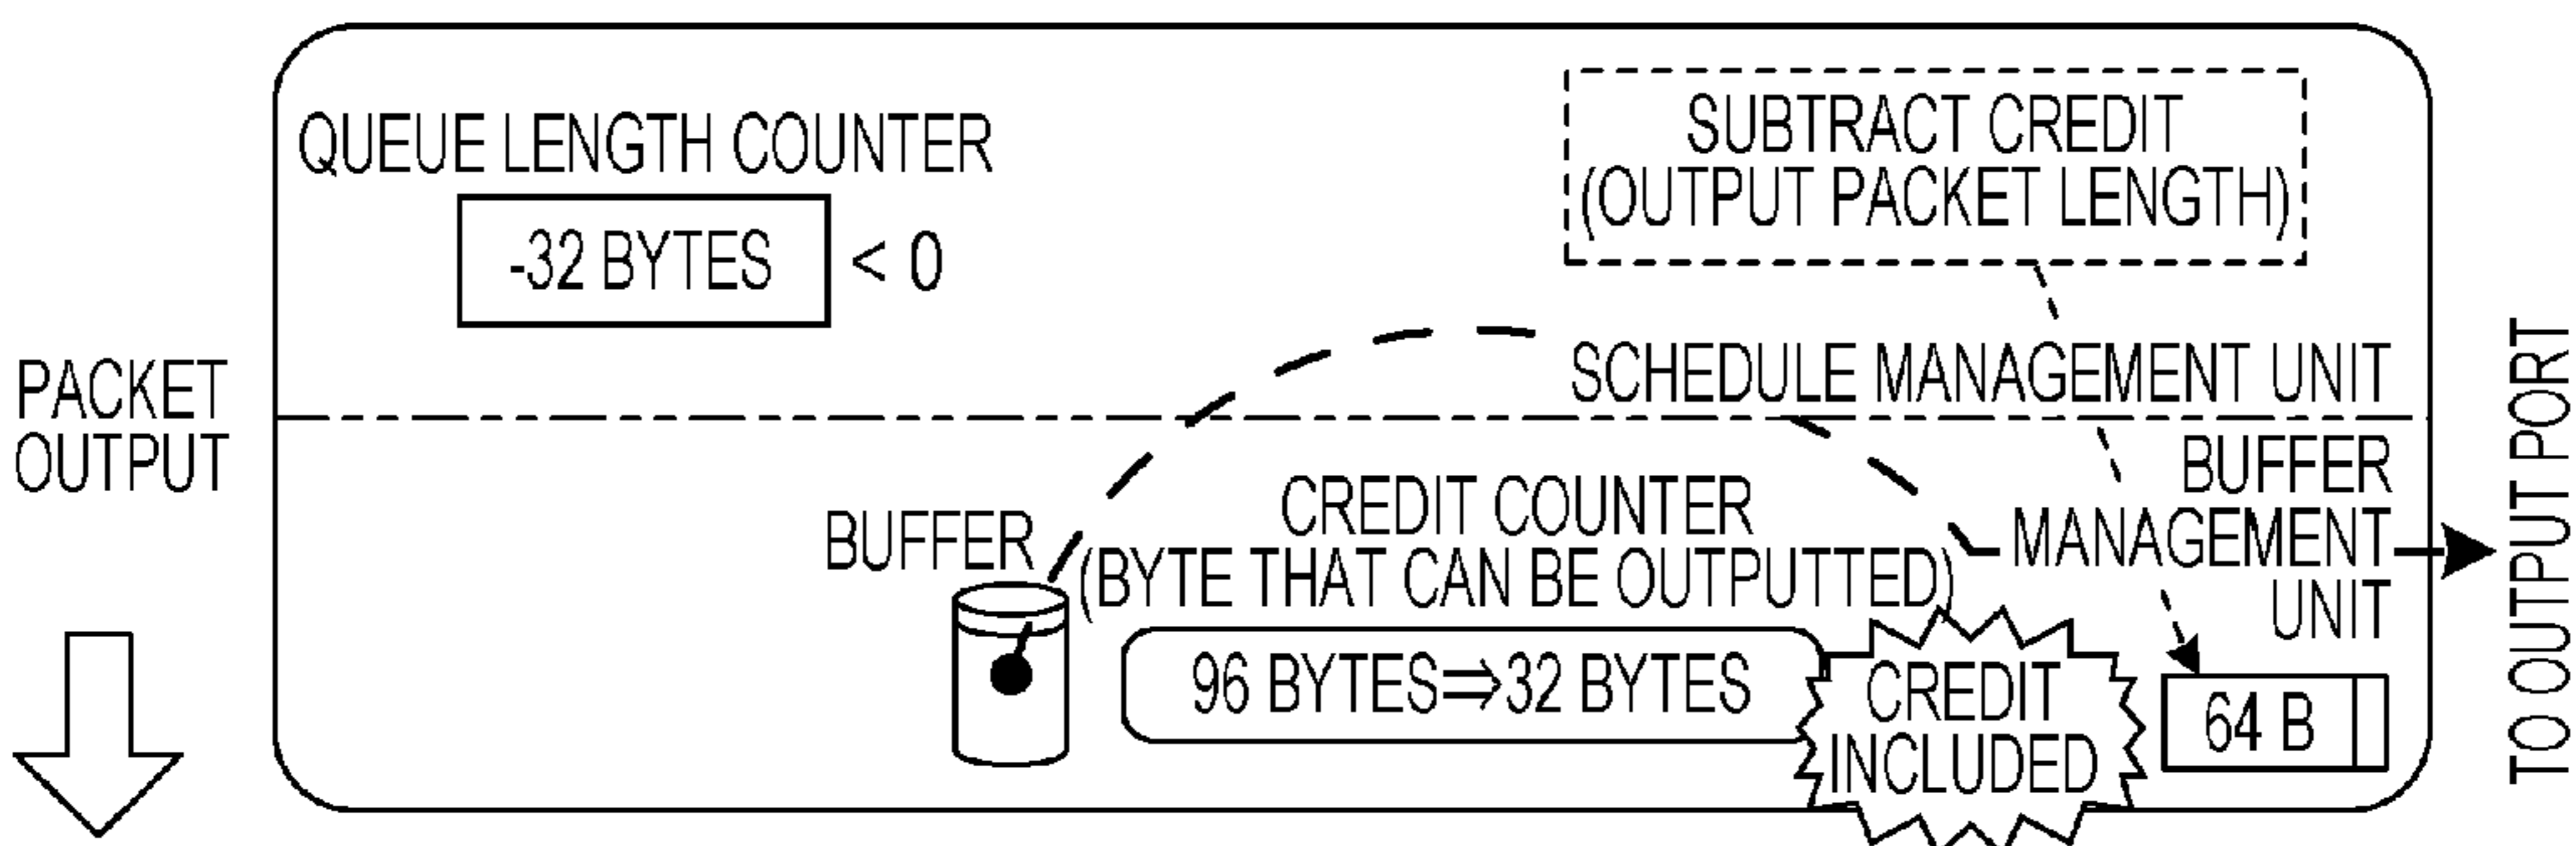 QUEUE LENGTH COUNTER
-32 BYTES < 0
SUBTRACT CREDIT
(OUTPUT PACKET LENGTH)
SCHEDULE MANAGEMENT UNIT
PACKET
OUTPUT
BUFFER
MANAGEMENT
UNIT
BUFFER
CREDIT COUNTER
(BYTE THAT CAN BE OUTPUTTED)
96 BYTES⇒32 BYTES
CREDIT
INCLUDED
64 B
TO OUTPUT PORT